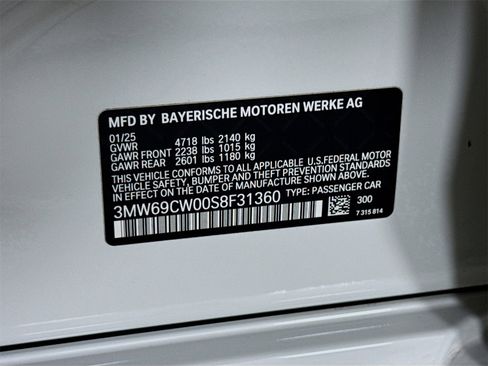 MFD BY BAYERISCHE MOTOREN WERKE AG
01/25
GVWR 4718 lbs 2140 kg
GAWR FRONT 2238 lbs 1015 kg
GAWR REAR 2601 lbs 1180 kg
THIS VEHICLE CONFORMS TO ALL APPLICABLE U.S.FEDERAL MOTOR
VEHICLE SAFETY, BUMPER AND THEFT PREVENTION STANDARDS
IN EFFECT ON THE DATE OF MANUFACTURE SHOWN ABOVE.
3MW69CW00S8F31360 TYPE: PASSENGER CAR
300
7 315 814